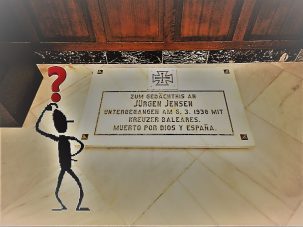 ?
ZUM GEDÄCHTNIS AN
JÜRGEN JENSEN
UNTERGEGANGEN AM 6. 3. 1938 MIT
KREUZER BALEARES.
MUERTO POR DIOS Y ESPAÑA.